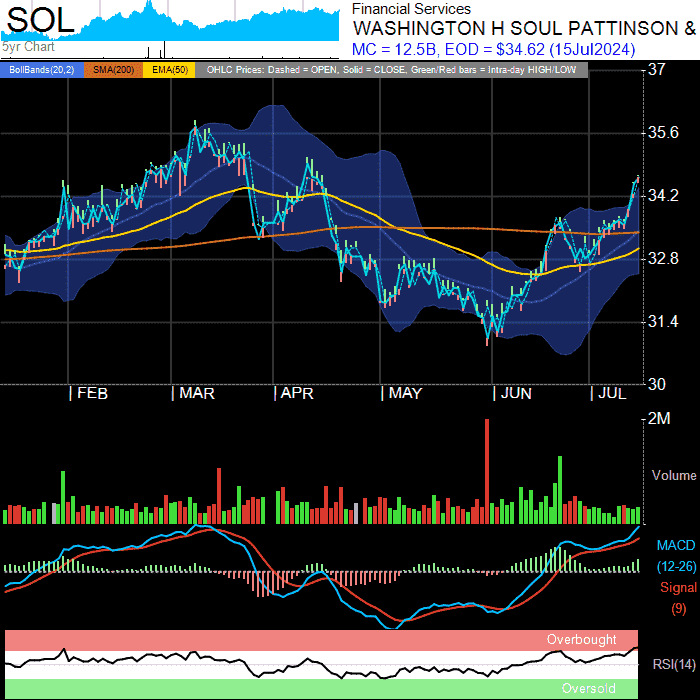 SOL
5yr Chart
Financial Services
WASHINGTON H SOUL PATTINSON &
MC = 12.5B, EOD = $34.62 (15Jul2024)
BollBands(20,2) SMA(200) EMA(50) OHLC Prices: Dashed = OPEN, Solid = CLOSE, Green/Red bars = Intra-day HIGH/LOW
37
35.6
34.2
32.8
31.4
30
| FEB | MAR | APR | MAY | JUN | JUL
2M
Volume
MACD
(12-26)
Signal
(9)
Overbought
RSI(14)
Oversold